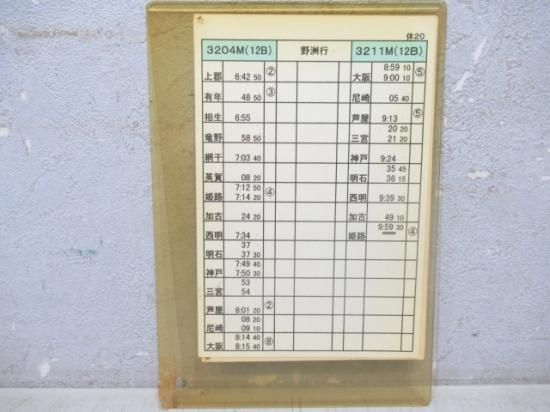 休20
3204M(12B) 野洲行 3211M(12B)
上郡 6:42 50 ② 大阪 8:59 10 ⑤
9:00 10
有年 48 50 ③ 尼崎 05 40
相生 6:55 芦屋 9:13 ⑤
竜野 58 50 三宮 20 20
21 20
網干 7:03 40 神戸 9:24
英賀 08 20 明石 35 45
36 15
姫路 7:12 50 ④ 西明 9:39 30
7:14 20
加古 24 20 加古 49 10
西明 7:34 姫路 9:59 30 ④
明石 37
37 30
神戸 7:49 40
7:50 30
三宮 53
54
芦屋 8:01 20 ②
尼崎 08 20
09 10
大阪 8:14 40 ⑧
8:15 40